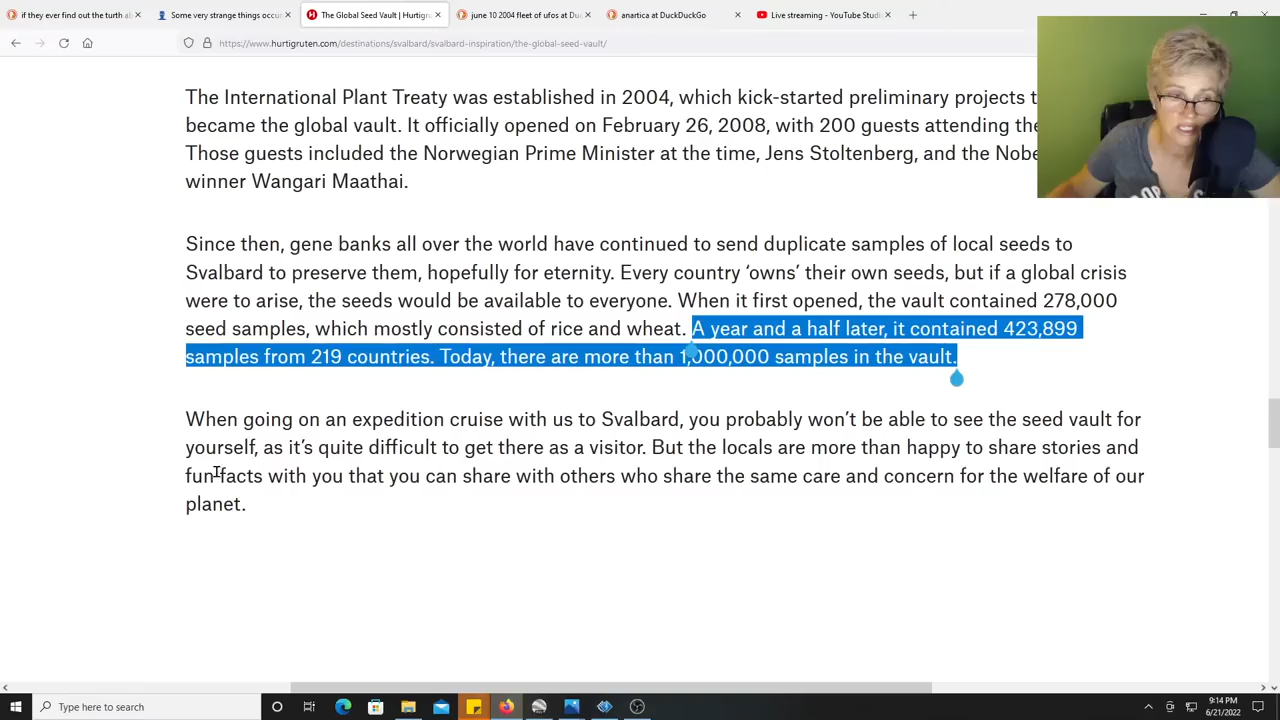 if they ever find out the turth ab
Some very strange things occur
The Global Seed Vault | Hurtigrut
june 10 2004 fleet of ufos at Duc
anartica at DuckDuckGo
Live streaming - YouTube Studi
https://www.hurtigruten.com/destinations/svalbard/svalbard-inspiration/the-global-seed-vault/
The International Plant Treaty was established in 2004, which kick-started preliminary projects
became the global vault. It officially opened on February 26, 2008, with 200 guests attending the
Those guests included the Norwegian Prime Minister at the time, Jens Stoltenberg, and the Nobe
winner Wangari Maathai.
Since then, gene banks all over the world have continued to send duplicate samples of local seeds to
Svalbard to preserve them, hopefully for eternity. Every country ‘owns’ their own seeds, but if a global crisis
were to arise, the seeds would be available to everyone. When it first opened, the vault contained 278,000
seed samples, which mostly consisted of rice and wheat. A year and a half later, it contained 423,899
samples from 219 countries. Today, there are more than 1,000,000 samples in the vault.
When going on an expedition cruise with us to Svalbard, you probably won’t be able to see the seed vault for
yourself, as it’s quite difficult to get there as a visitor. But the locals are more than happy to share stories and
fun facts with you that you can share with others who share the same care and concern for the welfare of our
planet.
Type here to search
9:14 PM
6/21/2022